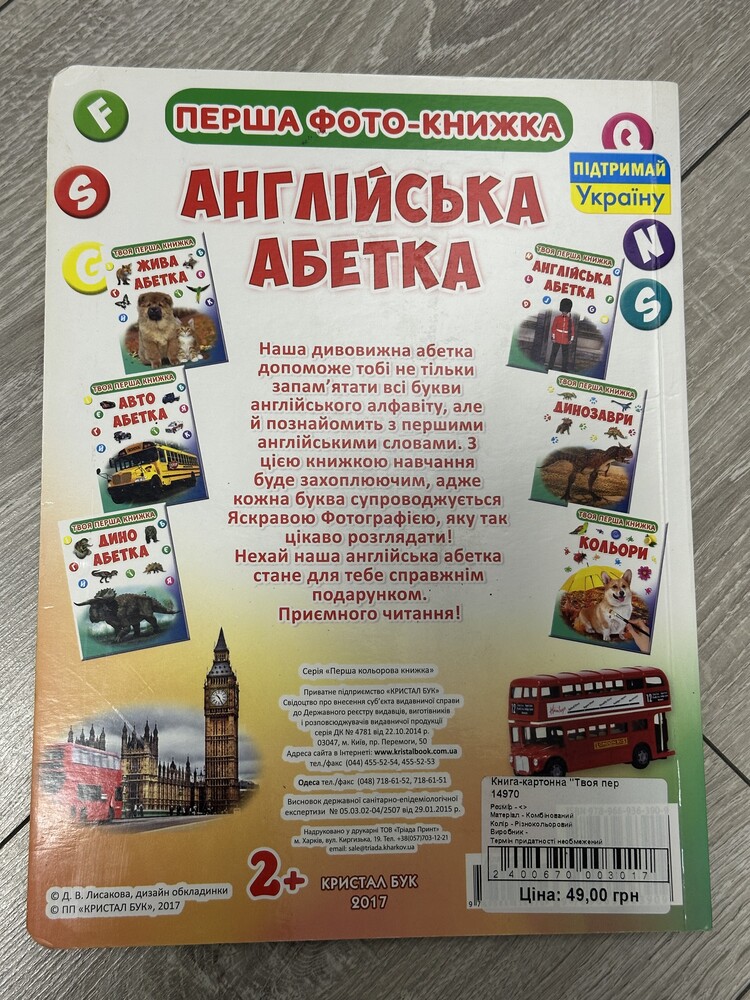 F
ПЕРША ФОТО-КНИЖКА
Q
S
АНГЛІЙСЬКА
АБЕТКА
ПІДТРИМАЙ
Україну
G
N
S
ТВОЯ ПЕРША КНИЖКА
ЖИВА
АБЕТКА
ТВОЯ ПЕРША КНИЖКА
АНГЛІЙСЬКА
АБЕТКА
ТВОЯ ПЕРША КНИЖКА
АВТО
АБЕТКА
ТВОЯ ПЕРША КНИЖКА
ДИНОЗАВРИ
ТВОЯ ПЕРША КНИЖКА
ДИНО
АБЕТКА
ТВОЯ ПЕРША КНИЖКА
КОЛЬОРИ
Наша дивовижна абетка
допоможе тобі не тільки
запам’ятати всі букви
англійського алфавіту, але
й познайомить з першими
англійськими словами. З
цією книжкою навчання
буде захоплюючим, адже
кожна буква супроводжується
Яскравою Фотографією, яку так
цікаво розглядати!
Нехай наша англійська абетка
стане для тебе справжнім
подарунком.
Приємного читання!
Серія «Перша кольорова книжка»
Приватне підприємство «КРИСТАЛ БУК»
Свідоцтво про внесення суб’єкта видавничої справи
до Державного реєстру видавців, виготівників
і розповсюджувачів видавничої продукції
серія ДК № 4781 від 22.10.2014 р.
03047, м. Київ, пр. Перемоги, 50
Адреса сайта в Інтернеті: www.kristalbook.com.ua
тел./факс (044) 455-52-54, 455-52-53
Одеса тел./факс (048) 718-61-52, 718-61-51
Висновок державної санітарно-епідеміологічної
експертизи № 05.03.02-04/2507 від 29.01.2015 р.
Надруковано у друкарні ТОВ «Тріада Принт»
м. Харків, вул. Киргизька, 19. Тел. +38(057)703-12-21
email: sale@triada.kharkov.ua
2+
КРИСТАЛ БУК
2017
© Д. В. Лисакова, дизайн обкладинки
© ПП «КРИСТАЛ БУК», 2017
12
Книга-картонна "Твоя пер
14970
Розмір - <>
Матеріал - Комбінований
Колір - Різнокольоровий
Виробник -
Термін придатності необмежений
2 400670 003017
Ціна: 49,00 грн